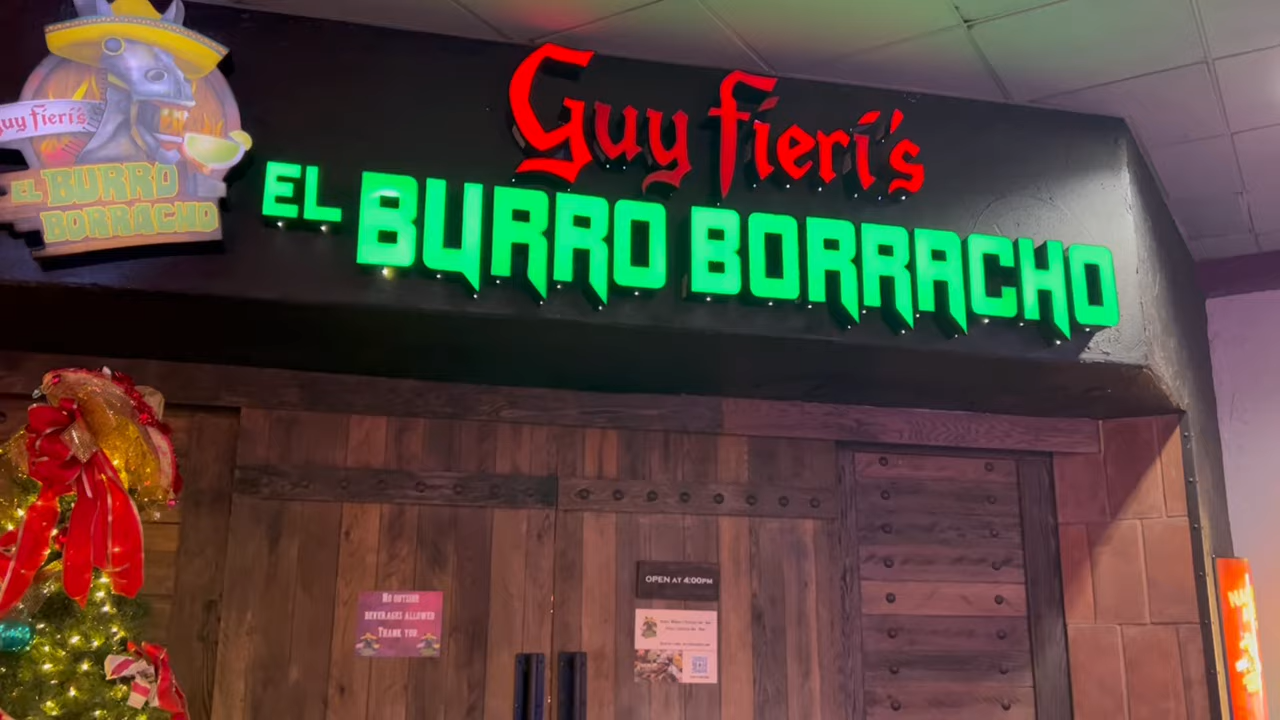 Guy Fieri's
EL BURRO
BORRACHO
Guy Fieri's
EL BURRO BORRACHO
No outside
beverages allowed
Thank you.
OPEN AT 4:00PM